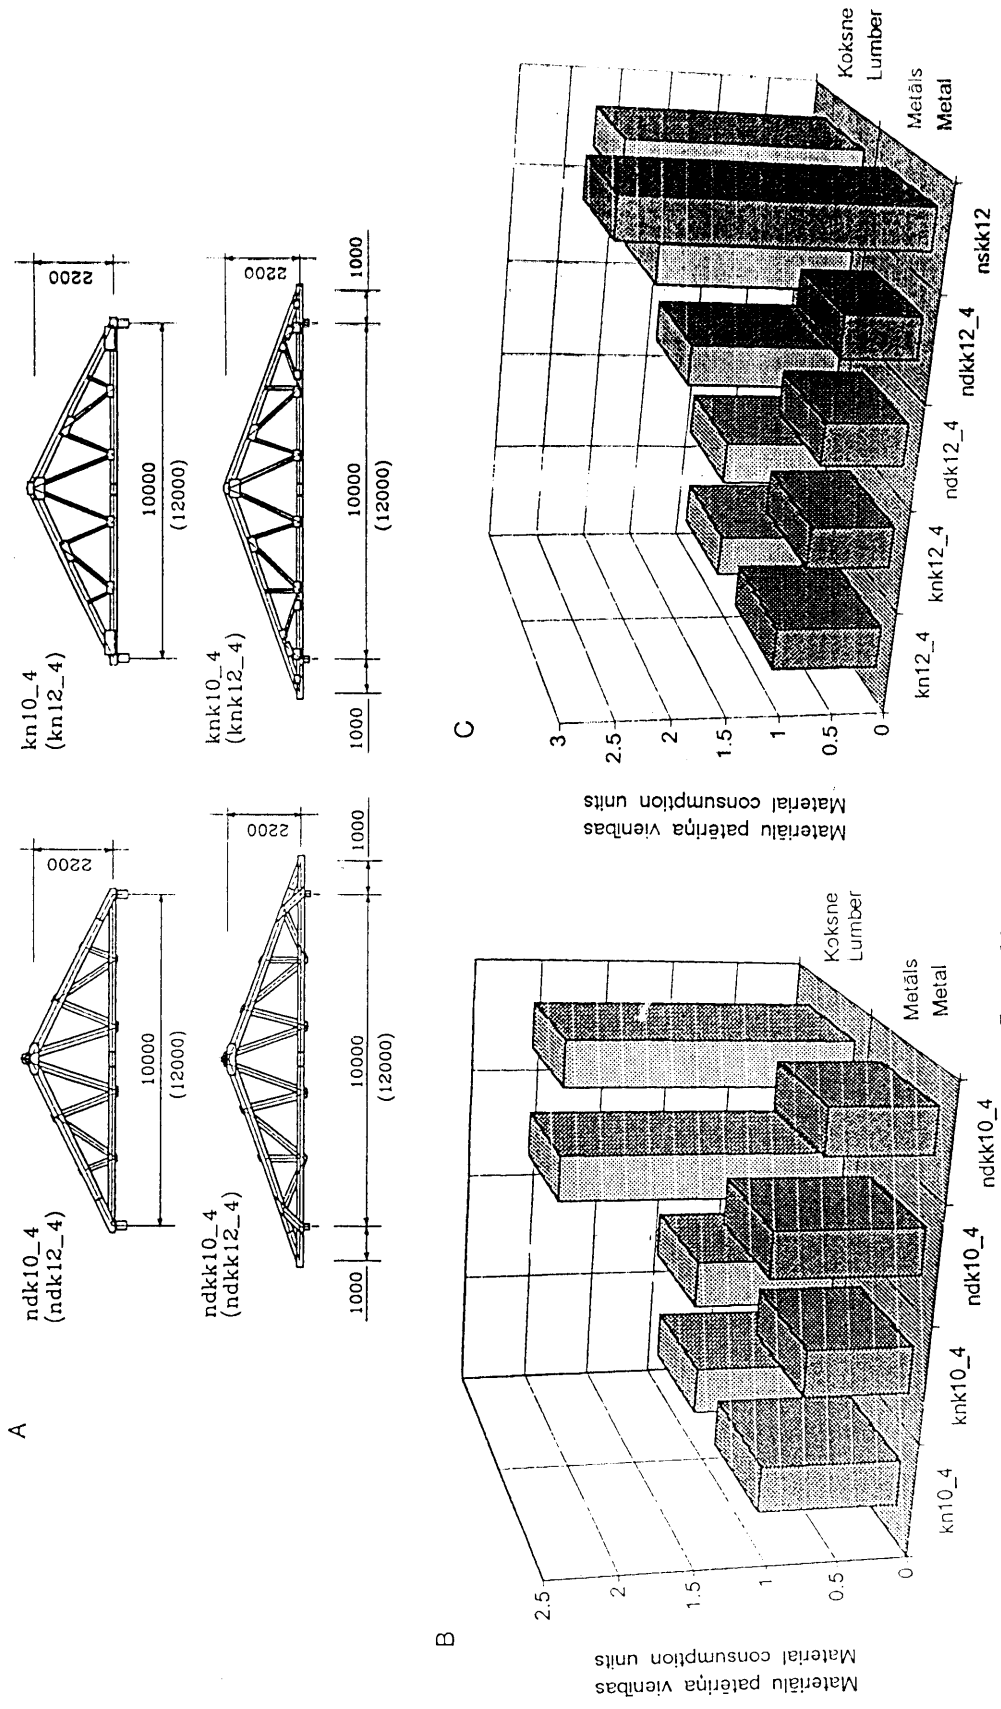 A
ndk10_4
(ndk12_4)
2200
10000
(12000)
kn10_4
(kn12_4)
2200
10000
(12000)
ndkk10_4
(ndkk12_4)
2200
1000
10000
(12000)
1000
knk10_4
(knk12_4)
2200
1000
10000
(12000)
1000
B
Materiālu patēriņa vienības
Material consumption units
2.5
2
1.5
1
0.5
0
kn10_4
knk10_4
ndk10_4
ndkk10_4
Koksne
Lumber
Metāls
Metal
C
Materiālu patēriņa vienības
Material consumption units
3
2.5
2
1.5
1
0.5
0
kn12_4
knk12_4
ndk12_4
ndkk12_4
nskk12
Koksne
Lumber
Metāls
Metal